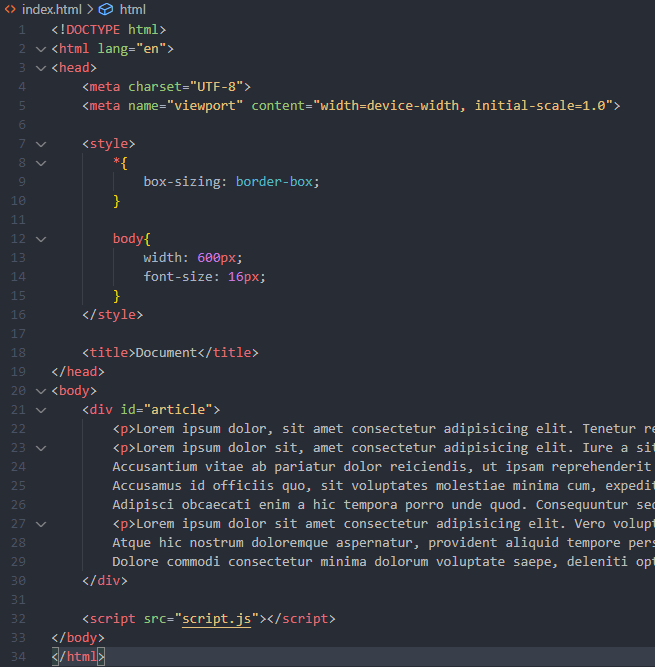 index.html > html
1 <!DOCTYPE html>
2 <html lang="en">
3 <head>
4 <meta charset="UTF-8">
5 <meta name="viewport" content="width=device-width, initial-scale=1.0">
6
7 <style>
8 *{
9 box-sizing: border-box;
10 }
11
12 body{
13 width: 600px;
14 font-size: 16px;
15 }
16 </style>
17
18 <title>Document</title>
19 </head>
20 <body>
21 <div id="article">
22 <p>Lorem ipsum dolor, sit amet consectetur adipisicing elit. Tenetur re
23 <p>Lorem ipsum dolor sit, amet consectetur adipisicing elit. Iure a sit
24 Accusantium vitae ab pariatur dolor reiciendis, ut ipsam reprehenderit
25 Accusamus id officiis quo, sit voluptates molestiae minima cum, expedit
26 Adipisci obcaecati enim a hic tempora porro unde quod. Consequuntur sed
27 <p>Lorem ipsum dolor sit amet consectetur adipisicing elit. Vero volupt
28 Atque hic nostrum doloremque aspernatur, provident aliquid tempore pers
29 Dolore commodi consectetur minima dolorum voluptate saepe, deleniti opt
30 </div>
31
32 <script src="script.js"></script>
33 </body>
34 </html>